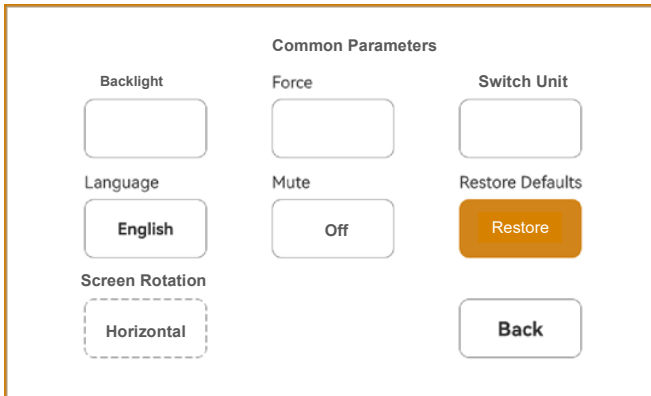 Common Parameters
Backlight
Force
Switch Unit
Language
Mute
Restore Defaults
English
Off
Restore
Screen Rotation
Horizontal
Back